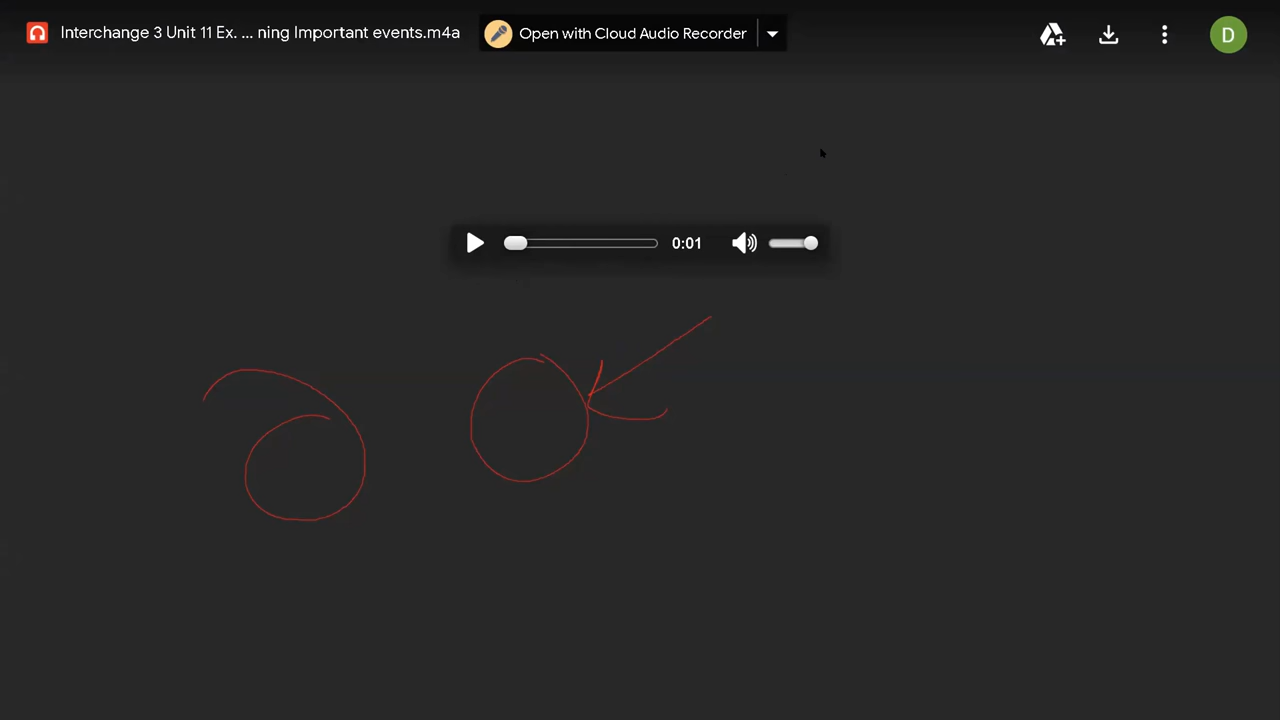 Interchange 3 Unit 11 Ex. ... ning Important events.m4a
Open with Cloud Audio Recorder
D
0:01